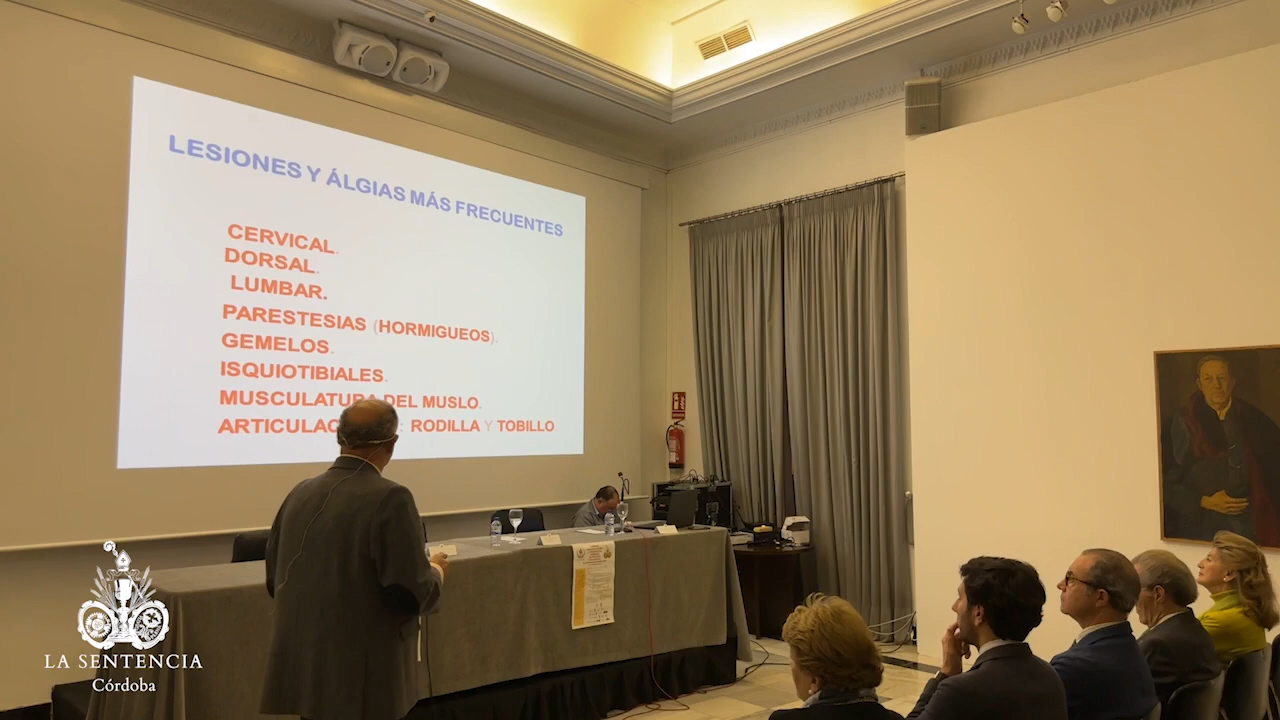 LESIONES Y ÁLGIAS MÁS FRECUENTES
CERVICAL.
DORSAL.
LUMBAR.
PARESTESIAS (HORMIGUEOS).
GEMELOS.
ISQUIOTIBIALES.
MUSCULATURA DEL MUSLO.
RODILLA Y TOBILLO
LA SENTENCIA
Córdoba